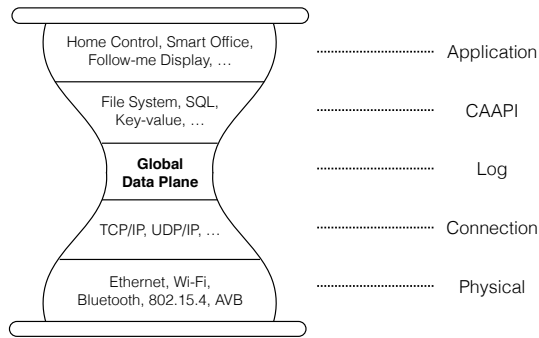 Home Control, Smart Office,
Follow-me Display, …
Application
File System, SQL,
Key-value, …
CAAPI
Global
Data Plane
Log
TCP/IP, UDP/IP, …
Connection
Ethernet, Wi-Fi,
Bluetooth, 802.15.4, AVB
Physical